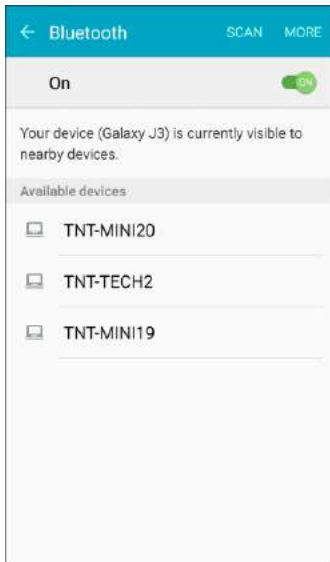 Bluetooth SCAN MORE
On ON
Your device (Galaxy J3) is currently visible to
nearby devices.
Available devices
TNT-MINI20
TNT-TECH2
TNT-MINI19